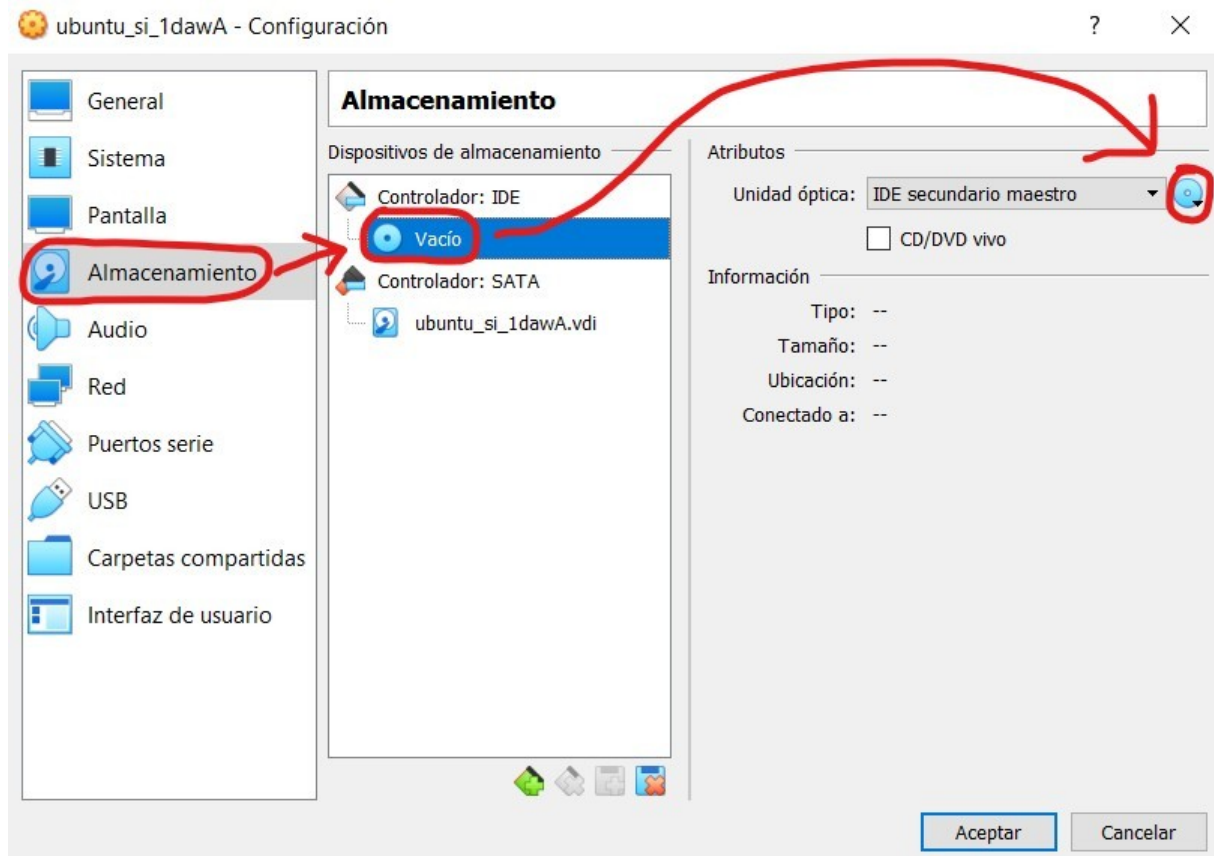 ubuntu_si_1dawA - Configuración
?
General
Sistema
Pantalla
Almacenamiento
Audio
Red
Puertos serie
USB
Carpetas compartidas
Interfaz de usuario
Almacenamiento
Dispositivos de almacenamiento
Controlador: IDE
Vacío
Controlador: SATA
ubuntu_si_1dawA.vdi
Atributos
Unidad óptica: IDE secundario maestro
CD/DVD vivo
Información
Tipo: --
Tamaño: --
Ubicación: --
Conectado a: --
Aceptar
Cancelar